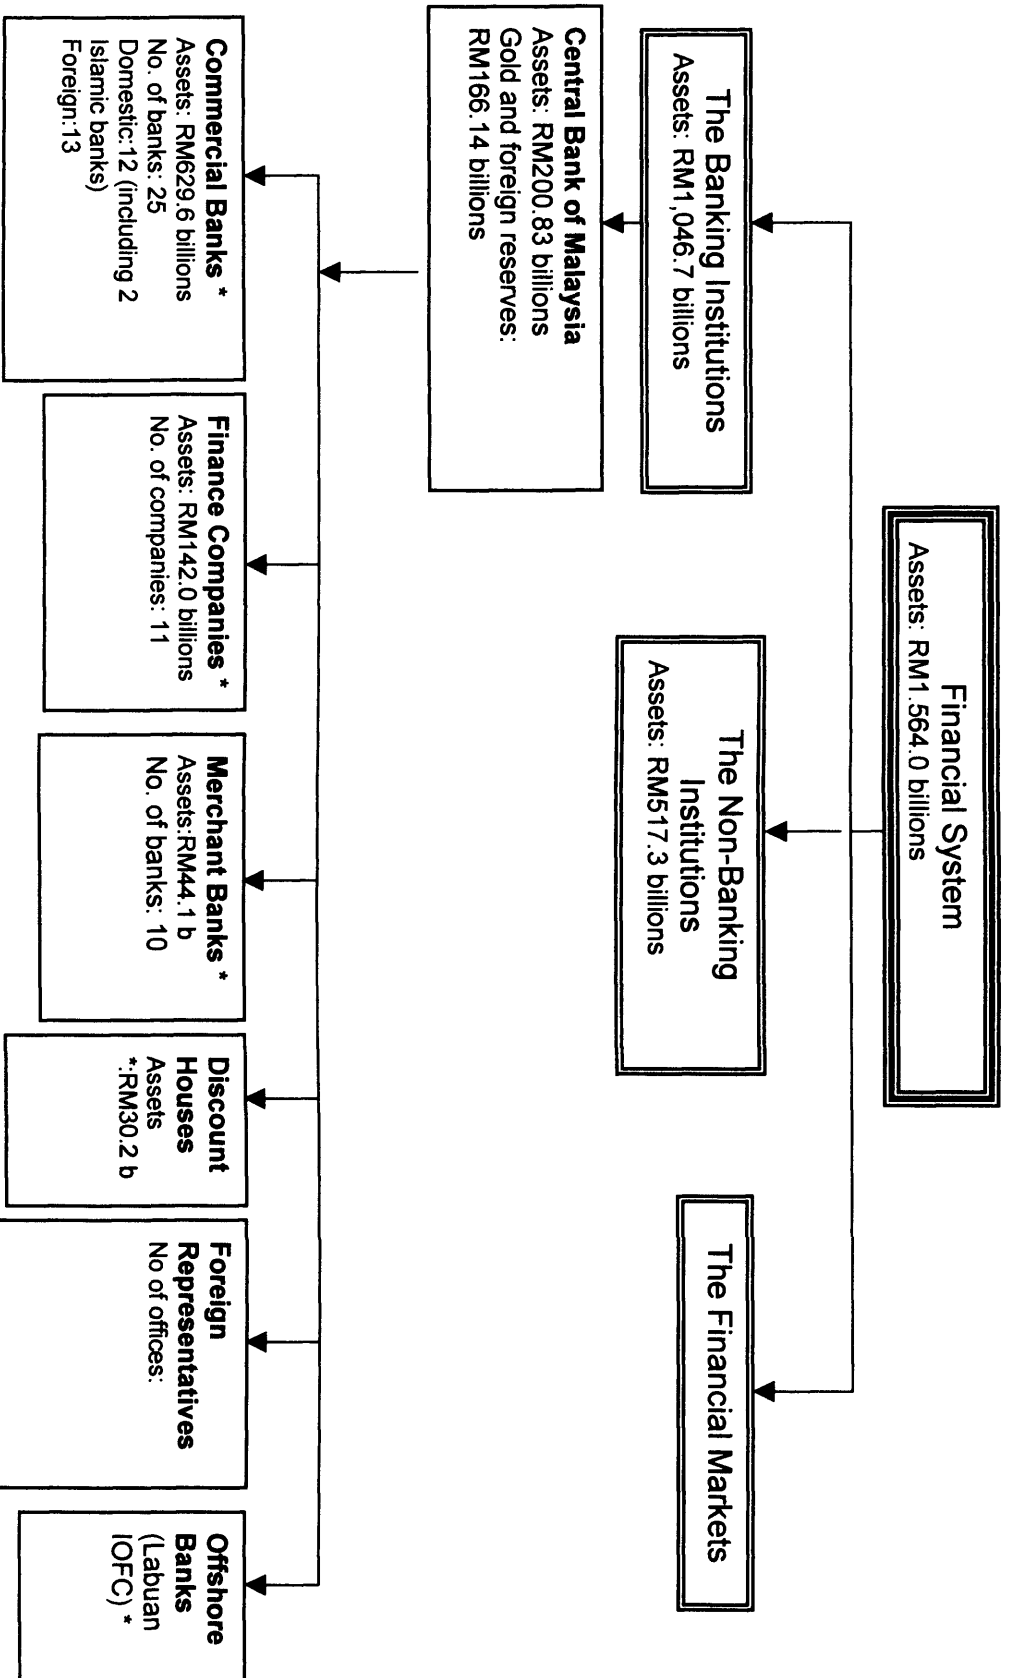 Financial System
Assets: RM1.564.0 billions
The Banking Institutions
Assets: RM1,046.7 billions
The Non-Banking
Institutions
Assets: RM517.3 billions
The Financial Markets
Central Bank of Malaysia
Assets: RM200.83 billions
Gold and foreign reserves:
RM166.14 billions
Commercial Banks *
Assets: RM629.6 billions
No. of banks: 25
Domestic:12 (including 2
Islamic banks)
Foreign:13
Finance Companies *
Assets: RM142.0 billions
No. of companies: 11
Merchant Banks *
Assets:RM44.1 b
No. of banks: 10
Discount
Houses
Assets
*:RM30.2 b
Foreign
Representatives
No of offices:
Offshore
Banks
(Labuan
IOFC) *